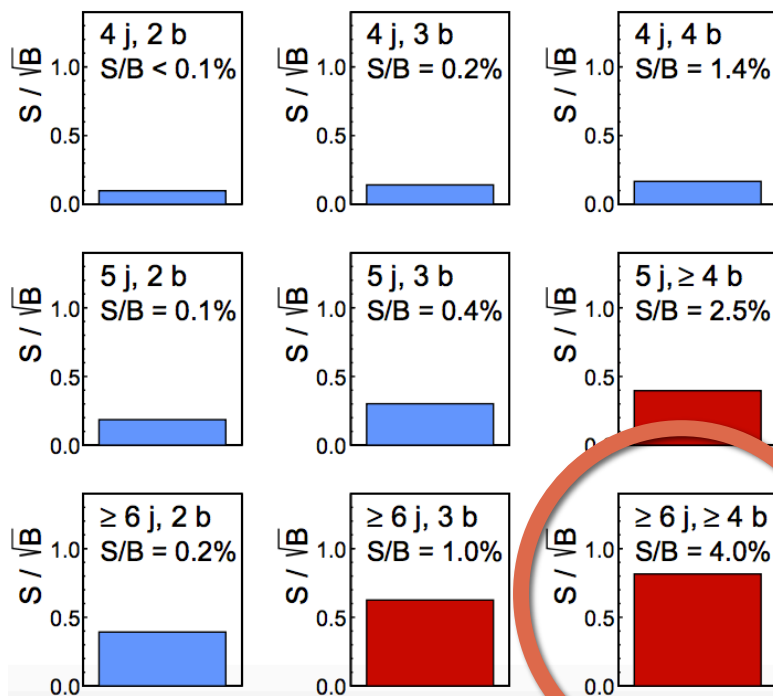 4 j, 2 b
S/B < 0.1%
S / √B
1.0
0.5
0.0
4 j, 3 b
S/B = 0.2%
S / √B
1.0
0.5
0.0
4 j, 4 b
S/B = 1.4%
S / √B
1.0
0.5
0.0
5 j, 2 b
S/B = 0.1%
S / √B
1.0
0.5
0.0
5 j, 3 b
S/B = 0.4%
S / √B
1.0
0.5
0.0
5 j, ≥ 4 b
S/B = 2.5%
S / √B
1.0
0.5
0.0
≥ 6 j, 2 b
S/B = 0.2%
S / √B
1.0
0.5
0.0
≥ 6 j, 3 b
S/B = 1.0%
S / √B
1.0
0.5
0.0
≥ 6 j, ≥ 4 b
S/B = 4.0%
S / √B
1.0
0.5
0.0